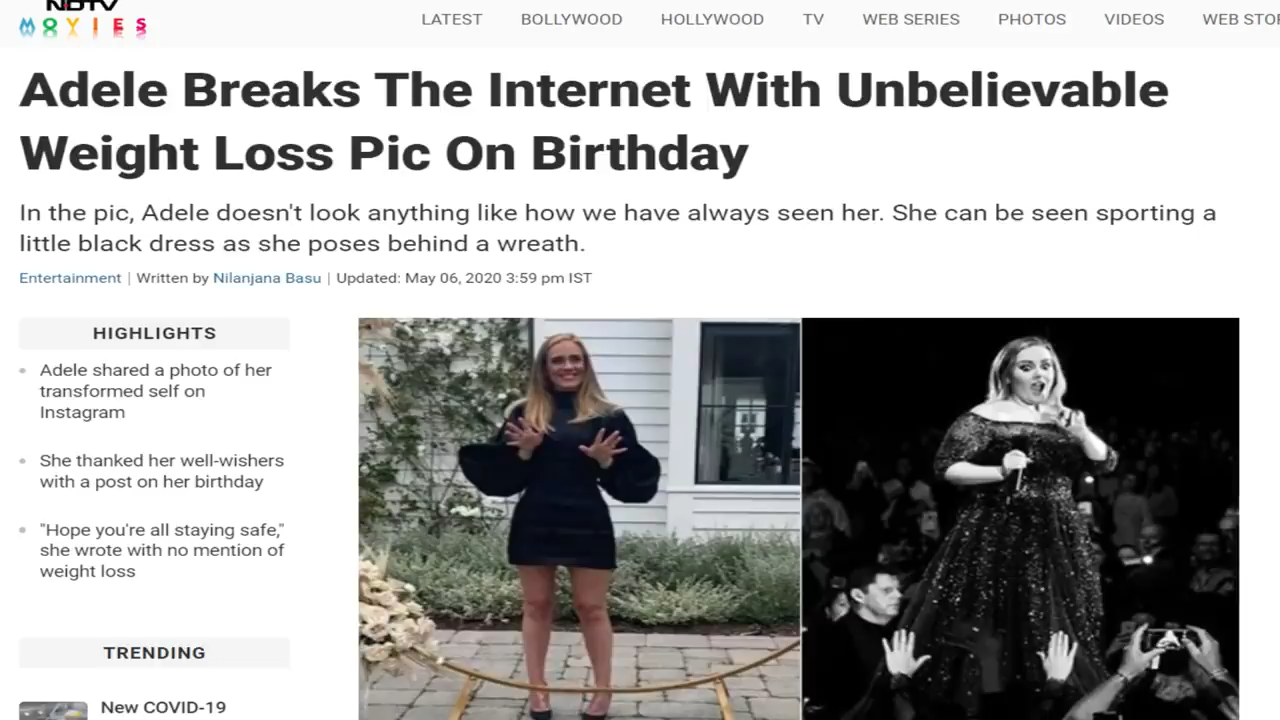 NDTV
MOVIES
LATEST BOLLYWOOD HOLLYWOOD TV WEB SERIES PHOTOS VIDEOS WEB STOR
Adele Breaks The Internet With Unbelievable
Weight Loss Pic On Birthday
In the pic, Adele doesn't look anything like how we have always seen her. She can be seen sporting a
little black dress as she poses behind a wreath.
Entertainment | Written by Nilanjana Basu | Updated: May 06, 2020 3:59 pm IST
HIGHLIGHTS
Adele shared a photo of her
transformed self on
Instagram
She thanked her well-wishers
with a post on her birthday
"Hope you're all staying safe,"
she wrote with no mention of
weight loss
TRENDING
New COVID-19